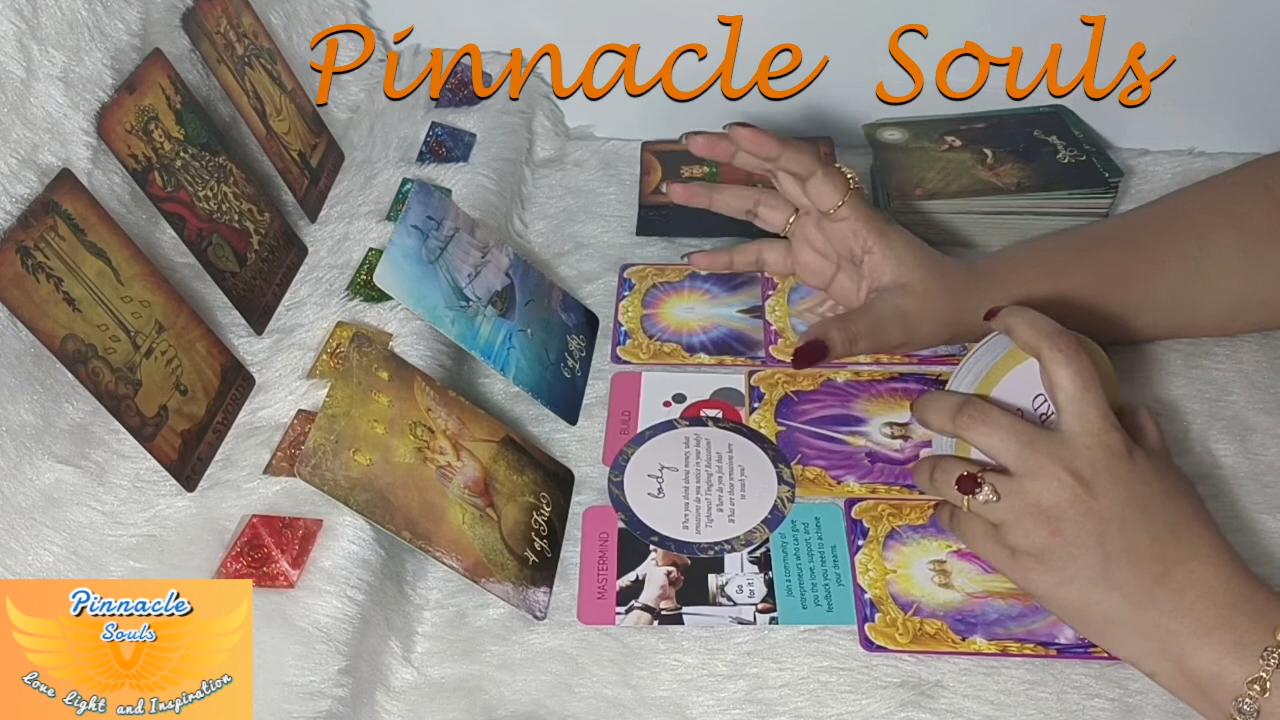 Pinnacle Souls
ACE SWORDS
6 of Air
4 of Fire
BUILD
body
When you think about money, what
sensations do you notice in your body?
Tightness? Tingling? Relaxation?
Where do you feel this?
What are these sensations here
to teach you?
MASTERMIND
Go
for it!
Join a community of
entrepreneurs who can give
you the love, support, and
feedback you need to achieve
your dreams.
Pinnacle
Souls
Love Light and Inspiration